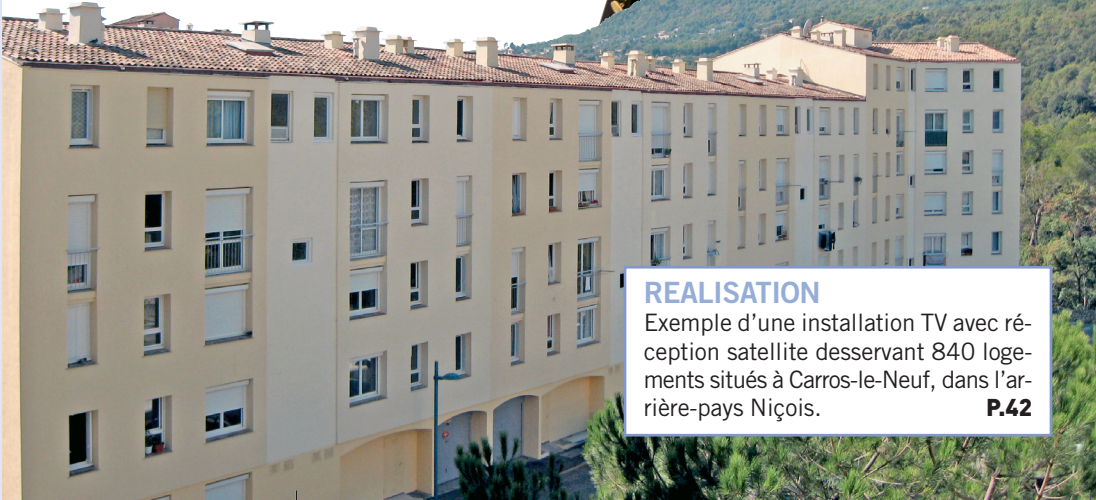 REALISATION
Exemple d'une installation TV avec ré-
ception satellite desservant 840 loge-
ments situés à Carros-le-Neuf, dans l'ar-
rière-pays Niçois. P.42